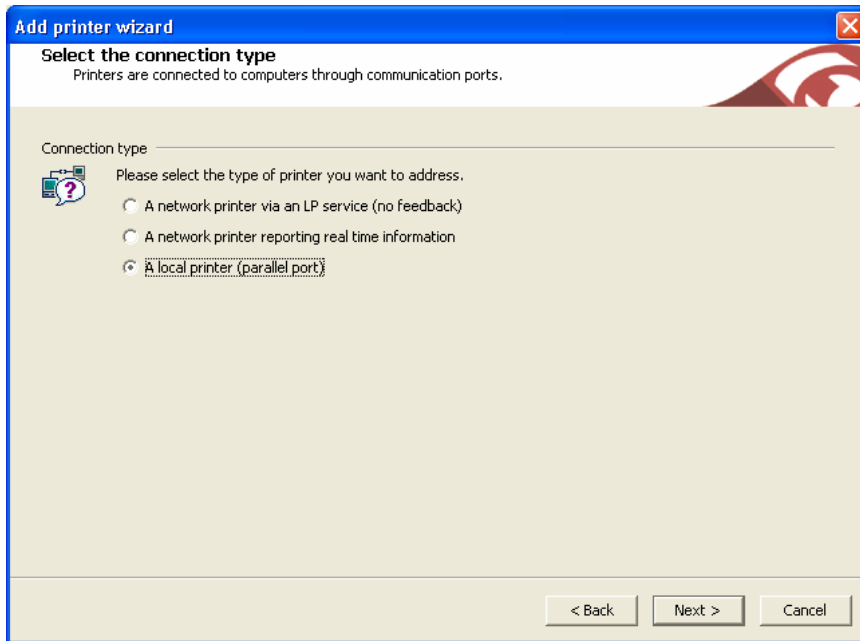 Add printer wizard
Select the connection type
Printers are connected to computers through communication ports.
Connection type
Please select the type of printer you want to address.
A network printer via an LP service (no feedback)
A network printer reporting real time information
A local printer (parallel port)
< Back
Next >
Cancel